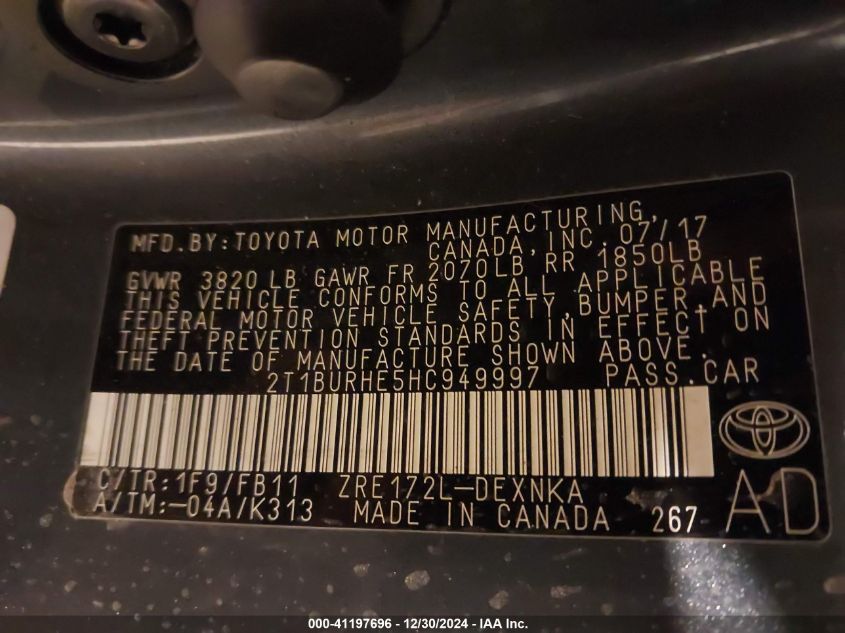 MFD.BY:TOYOTA MOTOR MANUFACTURING,
CANADA, INC. 07/17
GVWR 3820 LB GAWR FR 2070LB RR 1850LB
THIS VEHICLE CONFORMS TO ALL APPLICABLE
FEDERAL MOTOR VEHICLE SAFETY, BUMPER AND
THEFT PREVENTION STANDARDS IN EFFECT ON
THE DATE OF MANUFACTURE SHOWN ABOVE.
2T1BURHE5HC949997 PASS.CAR
C/TR:1F9/FB11 ZRE172L-DEXNKA
A/TM:-04A/K313 MADE IN CANADA 267
AD
000-41197696 - 12/30/2024 - IAA Inc.